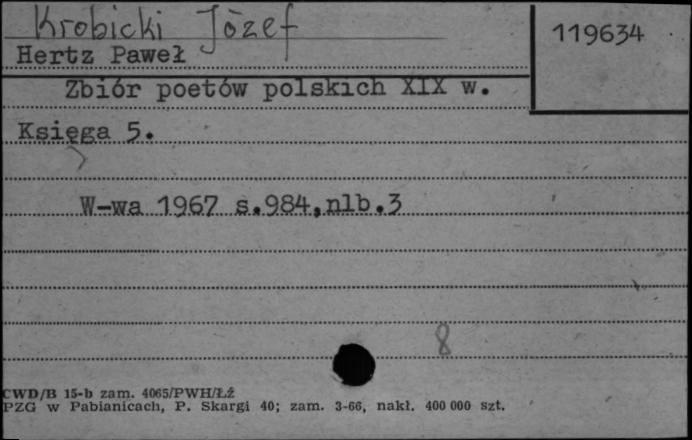 Krobicki Józef
119634
Hertz Paweł
Zbiór poetów polskich XIX w.
Księga 5.
W-wa 1967 s.984,nlb.3
8
CWD/B 15-b zam. 4065/PWH/ŁŹ
PZG w Pabianicach, P. Skargi 40; zam. 3-66, nakł. 400 000 szt.